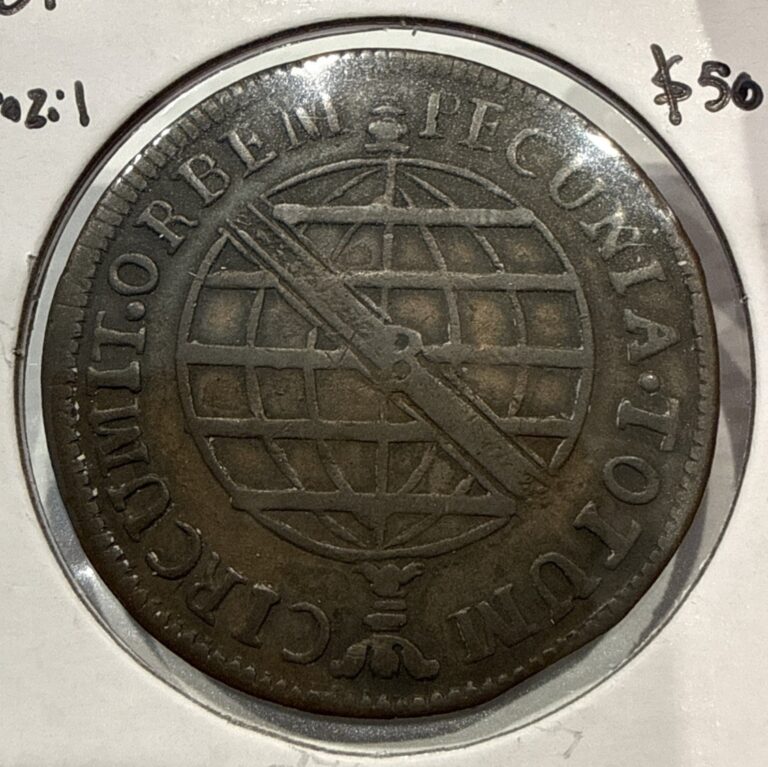 $50
PECUNIA · TOTUM
CIRCUMIT. ORBEM
B